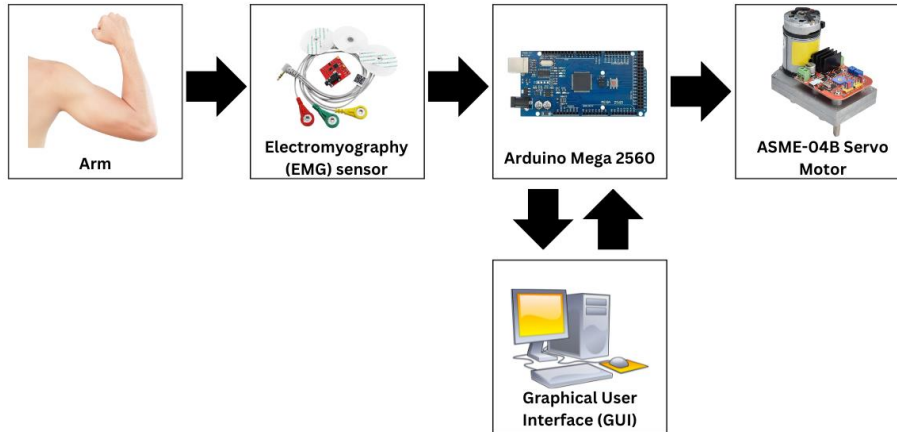 Arm
Electromyography
(EMG) sensor
Arduino Mega 2560
ASME-04B Servo
Motor
Graphical User
Interface (GUI)